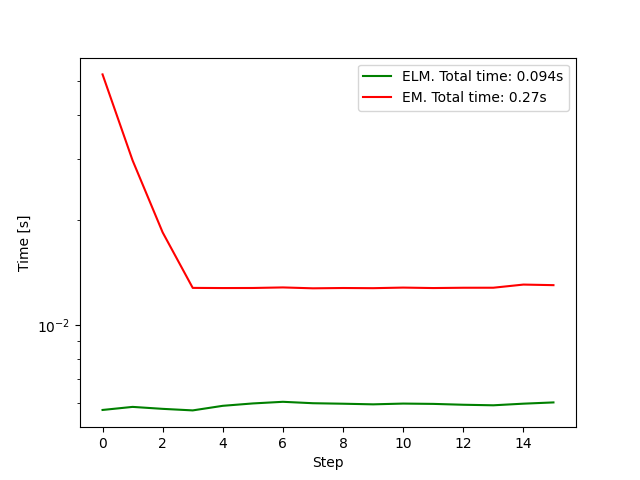 ELM. Total time: 0.094s
EM. Total time: 0.27s
Time [s]
10⁻²
0 2 4 6 8 10 12 14
Step